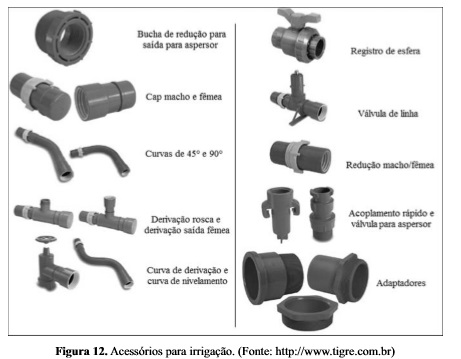 Bucha de redução para
saída para aspersor
Cap macho e fêmea
Curvas de 45° e 90°
Derivação rosca e
derivação saída fêmea
Curva de derivação e
curva de nivelamento
Registro de esfera
Válvula de linha
Redução macho/fêmea
Acoplamento rápido e
válvula para aspersor
Adaptadores
Figura 12. Acessórios para irrigação. (Fonte: http://www.tigre.com.br)